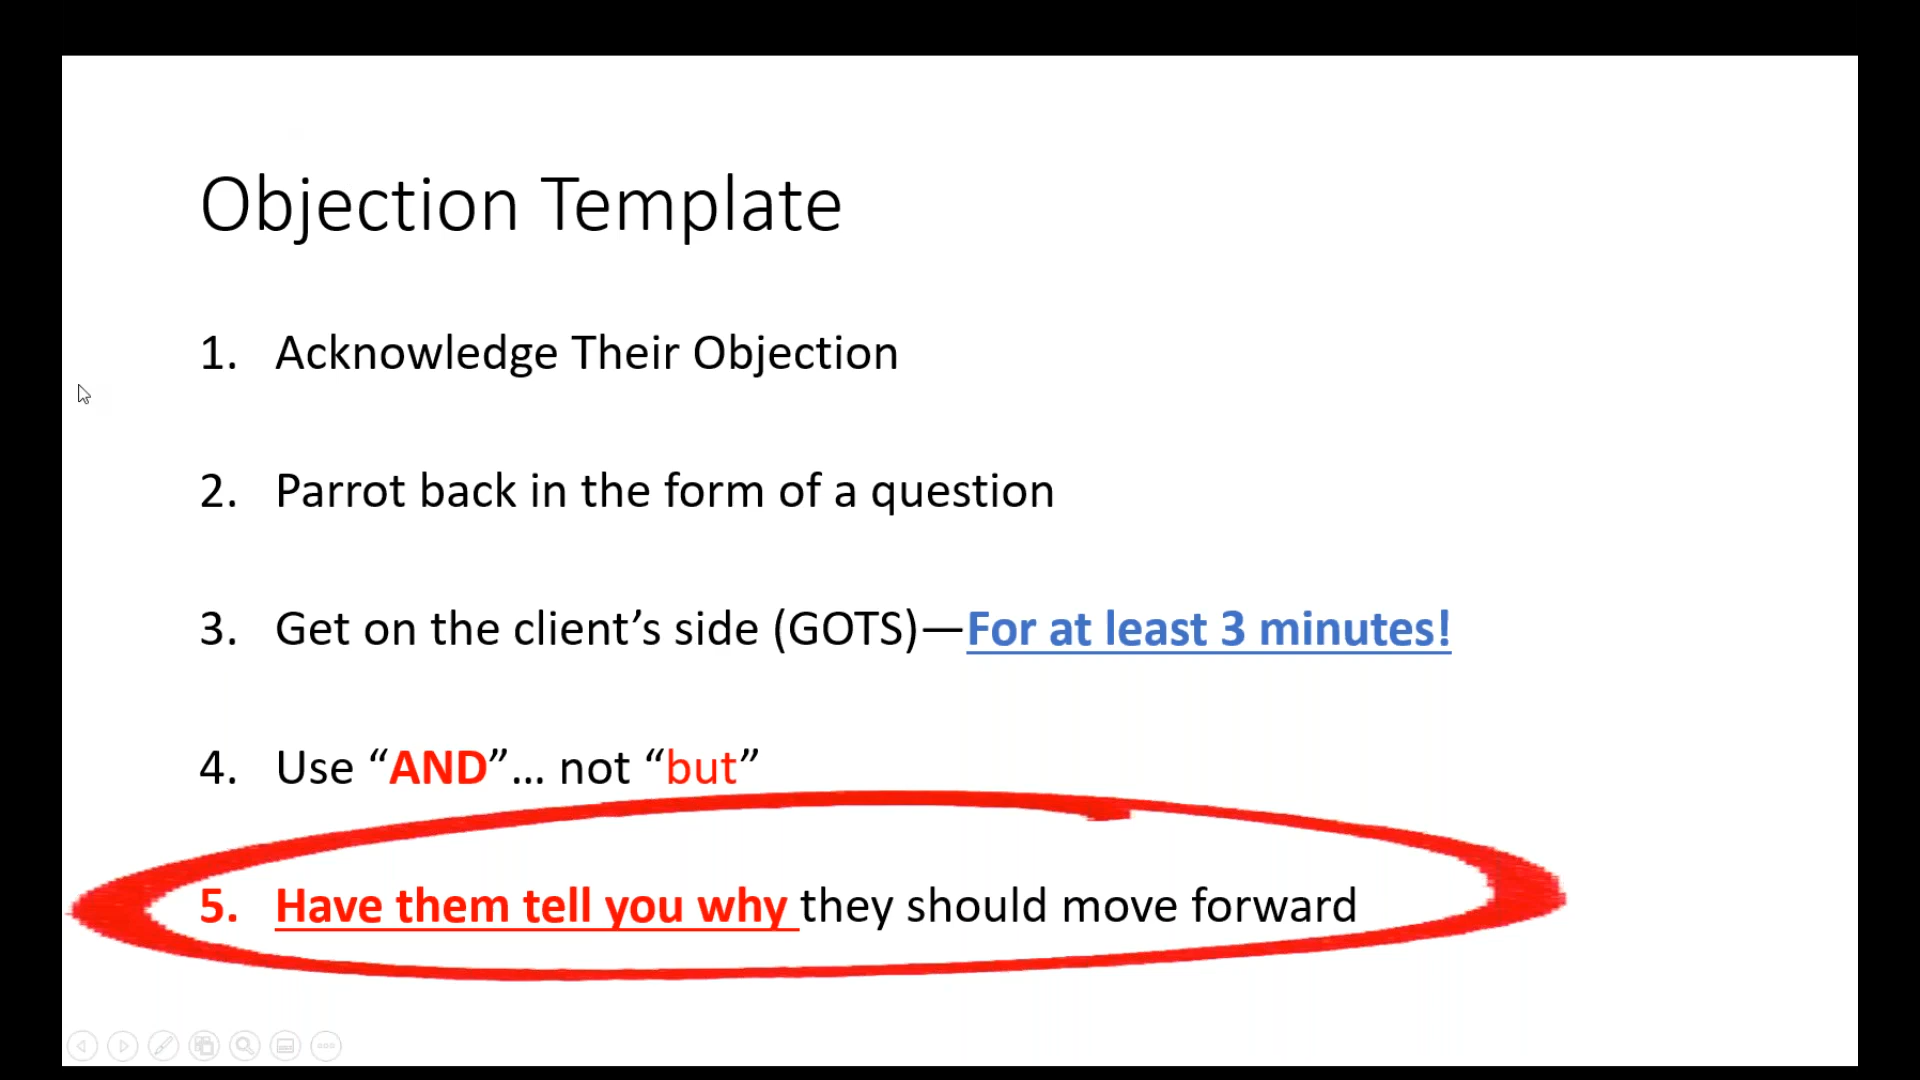 Objection Template
1. Acknowledge Their Objection
2. Parrot back in the form of a question
3. Get on the client’s side (GOTS)—For at least 3 minutes!
4. Use “AND”… not “but”
5. Have them tell you why they should move forward